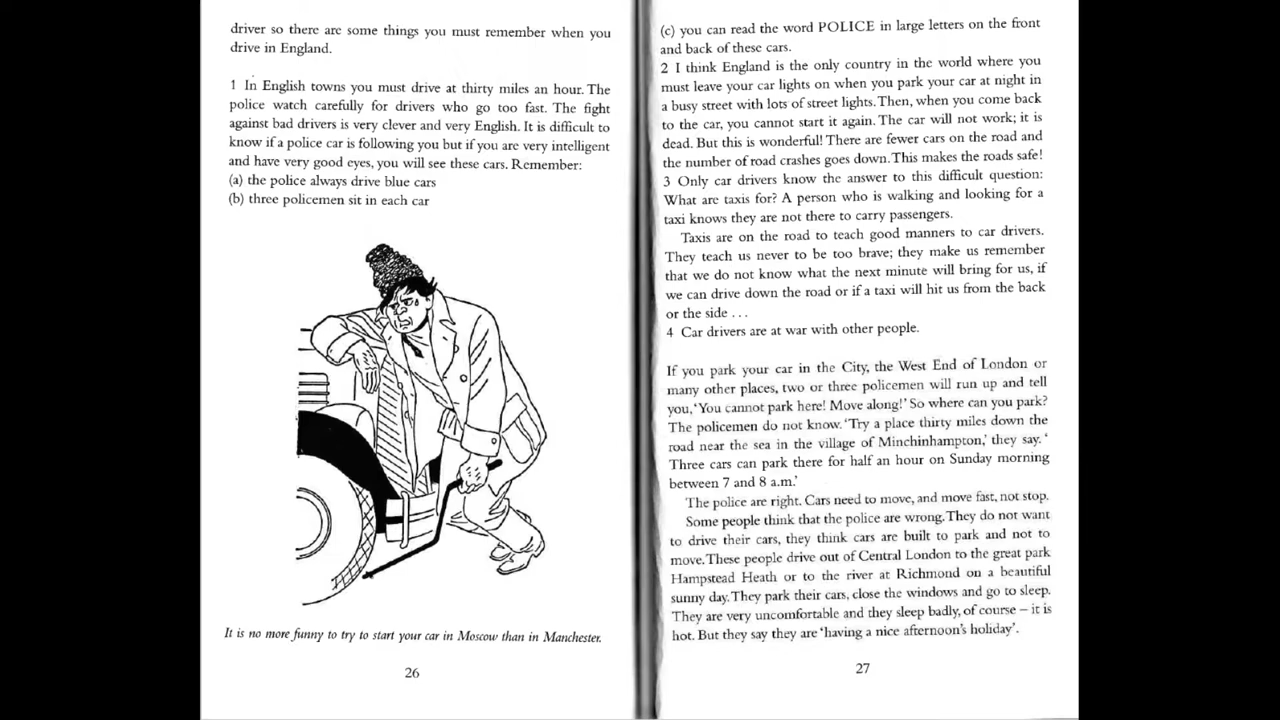 driver so there are some things you must remember when you
drive in England.
1 In English towns you must drive at thirty miles an hour. The
police watch carefully for drivers who go too fast. The fight
against bad drivers is very clever and very English. It is difficult to
know if a police car is following you but if you are very intelligent
and have very good eyes, you will see these cars. Remember:
(a) the police always drive blue cars
(b) three policemen sit in each car
It is no more funny to try to start your car in Moscow than in Manchester.
26
(c) you can read the word POLICE in large letters on the front
and back of these cars.
2 I think England is the only country in the world where you
must leave your car lights on when you park your car at night in
a busy street with lots of street lights. Then, when you come back
to the car, you cannot start it again. The car will not work; it is
dead. But this is wonderful! There are fewer cars on the road and
the number of road crashes goes down. This makes the roads safe!
3 Only car drivers know the answer to this difficult question:
What are taxis for? A person who is walking and looking for a
taxi knows they are not there to carry passengers.
Taxis are on the road to teach good manners to car drivers.
They teach us never to be too brave; they make us remember
that we do not know what the next minute will bring for us, if
we can drive down the road or if a taxi will hit us from the back
or the side . . .
4 Car drivers are at war with other people.
If you park your car in the City, the West End of London or
many other places, two or three policemen will run up and tell
you, ‘You cannot park here! Move along!’ So where can you park?
The policemen do not know. ‘Try a place thirty miles down the
road near the sea in the village of Minchinhampton,’ they say. ‘
Three cars can park there for half an hour on Sunday morning
between 7 and 8 a.m.’
The police are right. Cars need to move, and move fast, not stop.
Some people think that the police are wrong. They do not want
to drive their cars, they think cars are built to park and not to
move. These people drive out of Central London to the great park
Hampstead Heath or to the river at Richmond on a beautiful
sunny day. They park their cars, close the windows and go to sleep.
They are very uncomfortable and they sleep badly, of course – it is
hot. But they say they are ‘having a nice afternoon’s holiday’.
27